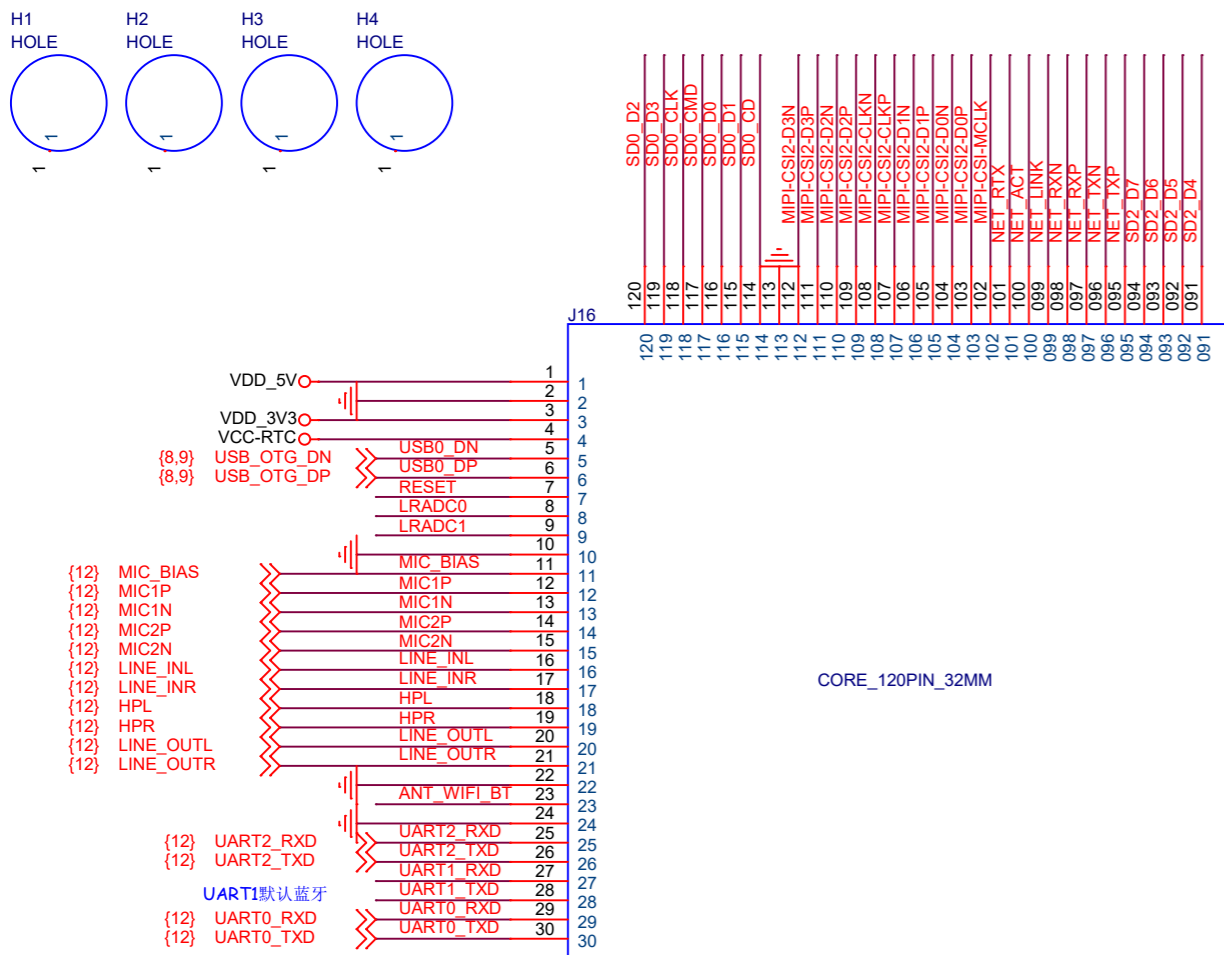 H1 H2 H3 H4
HOLE HOLE HOLE HOLE
1 1 1 1
1 1 1 1
SD0_D2
SD0_D3
SD0_CLK
SD0_CMD
SD0_D0
SD0_D1
SD0_CD
MIPI-CSI2-D3N
MIPI-CSI2-D3P
MIPI-CSI2-D2N
MIPI-CSI2-D2P
MIPI-CSI2-CLKN
MIPI-CSI2-CLKP
MIPI-CSI2-D1N
MIPI-CSI2-D1P
MIPI-CSI2-D0N
MIPI-CSI2-D0P
MIPI-CSI-MCLK
NET_RTX
NET_ACT
NET_LINK
NET_RXN
NET_RXP
NET_TXN
NET_TXP
SD2_D7
SD2_D6
SD2_D5
SD2_D4
120 119 118 117 116 115 114 113 112 111 110 109 108 107 106 105 104 103 102 101 100 099 098 097 096 095 094 093 092 091
J16
120 119 118 117 116 115 114 113 112 111 110 109 108 107 106 105 104 103 102 101 100 099 098 097 096 095 094 093 092 091
VDD_5V 1 1
2 2
VDD_3V3 3 3
VCC-RTC 4 4
{8,9} USB_OTG_DN USB0_DN 5 5
{8,9} USB_OTG_DP USB0_DP 6 6
RESET 7 7
LRADC0 8 8
LRADC1 9 9
10 10
{12} MIC_BIAS MIC_BIAS 11 11
{12} MIC1P MIC1P 12 12
{12} MIC1N MIC1N 13 13
{12} MIC2P MIC2P 14 14
{12} MIC2N MIC2N 15 15
{12} LINE_INL LINE_INL 16 16
{12} LINE_INR LINE_INR 17 17
{12} HPL HPL 18 18
{12} HPR HPR 19 19
{12} LINE_OUTL LINE_OUTL 20 20
{12} LINE_OUTR LINE_OUTR 21 21
22 22
ANT_WIFI_BT 23 23
24 24
{12} UART2_RXD UART2_RXD 25 25
{12} UART2_TXD UART2_TXD 26 26
UART1_RXD 27 27
UART1默认蓝牙 UART1_TXD 28 28
{12} UART0_RXD UART0_RXD 29 29
{12} UART0_TXD UART0_TXD 30 30
CORE_120PIN_32MM